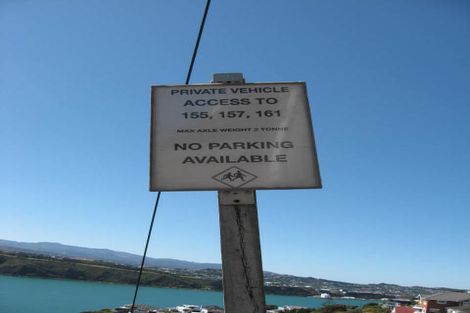 PRIVATE VEHICLE
ACCESS TO
155, 157, 161
MAX AXLE WEIGHT 2 TONNE
NO PARKING
AVAILABLE